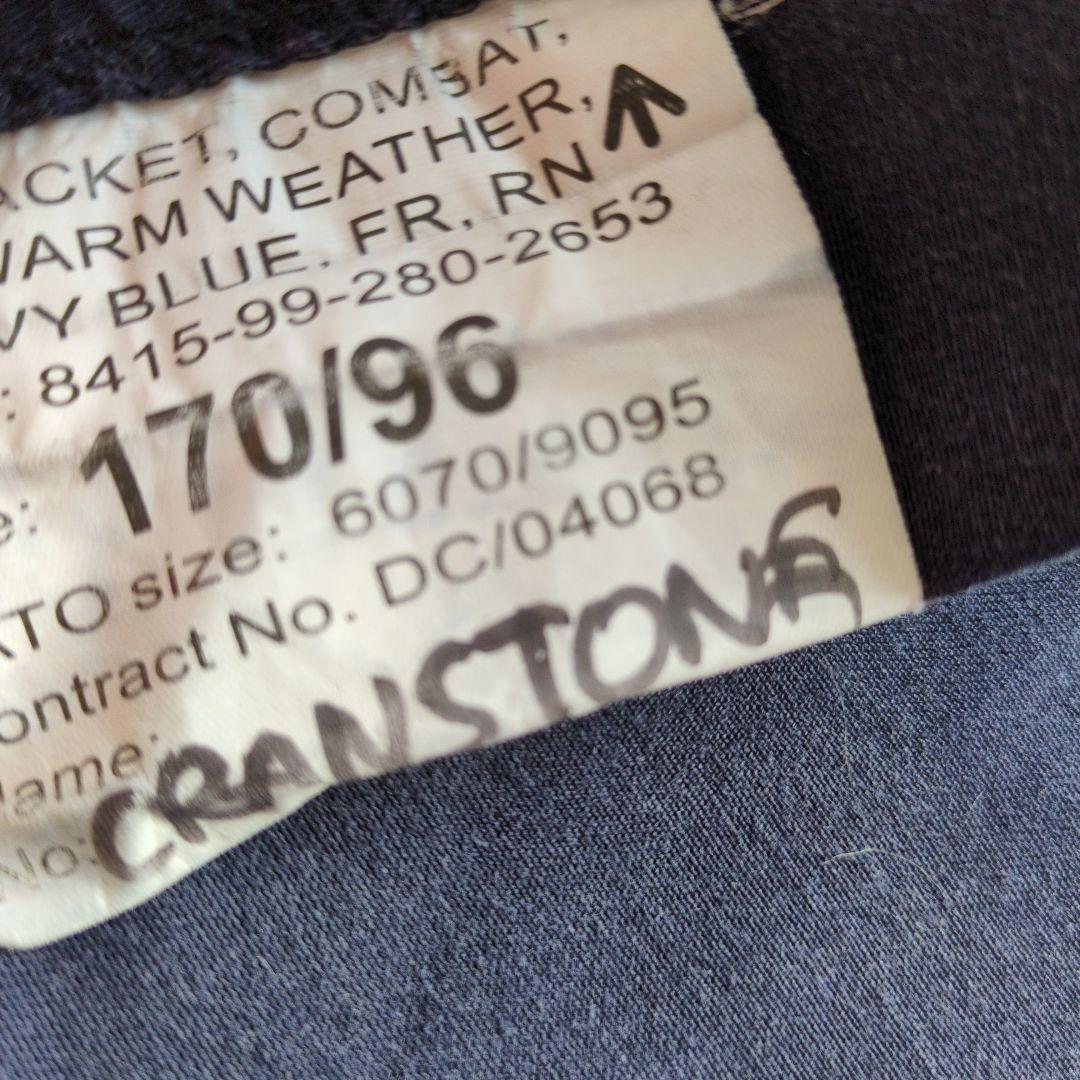 ACKET, COMBAT,
WARM WEATHER,
VY BLUE. FR, RN
: 8415-99-280-2653
e: 170/96
ATO size: 6070/9095
ontract No. DC/04068
Name:
No: CRANSTONE